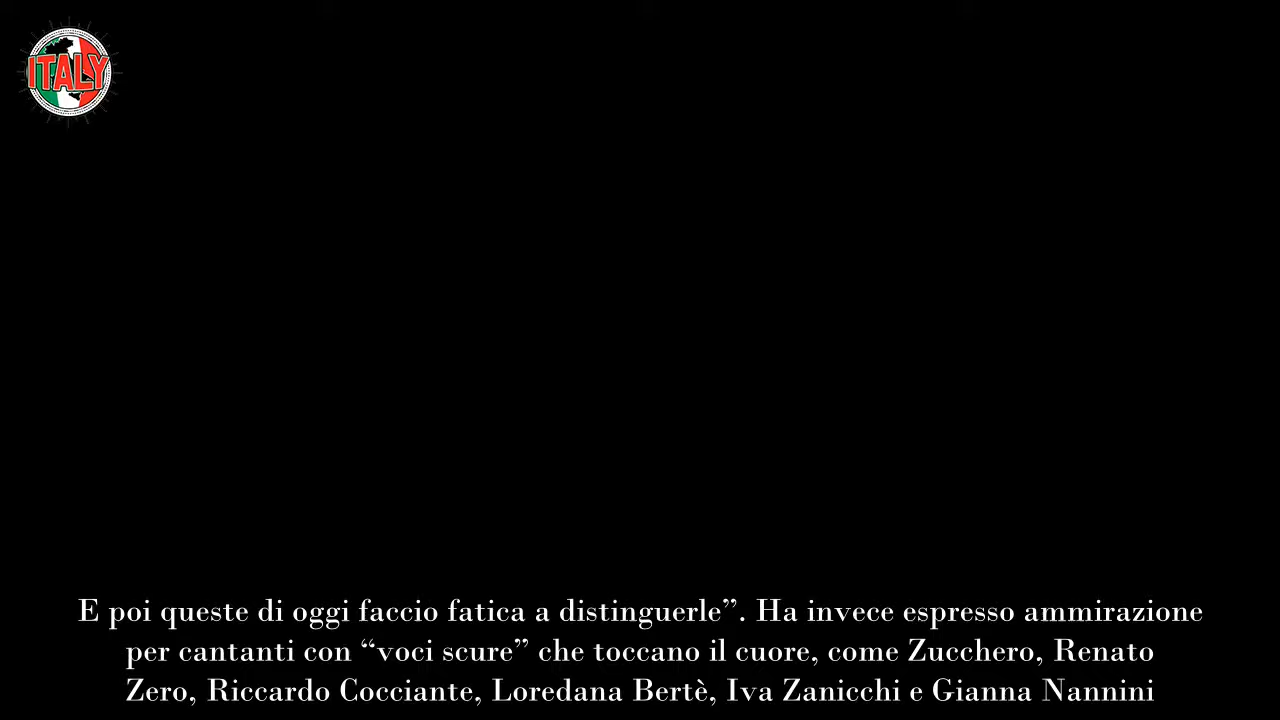 ITALY
E poi queste di oggi faccio fatica a distinguerle”. Ha invece espresso ammirazione
per cantanti con “voci scure” che toccano il cuore, come Zucchero, Renato
Zero, Riccardo Cocciante, Loredana Bertè, Iva Zanicchi e Gianna Nannini